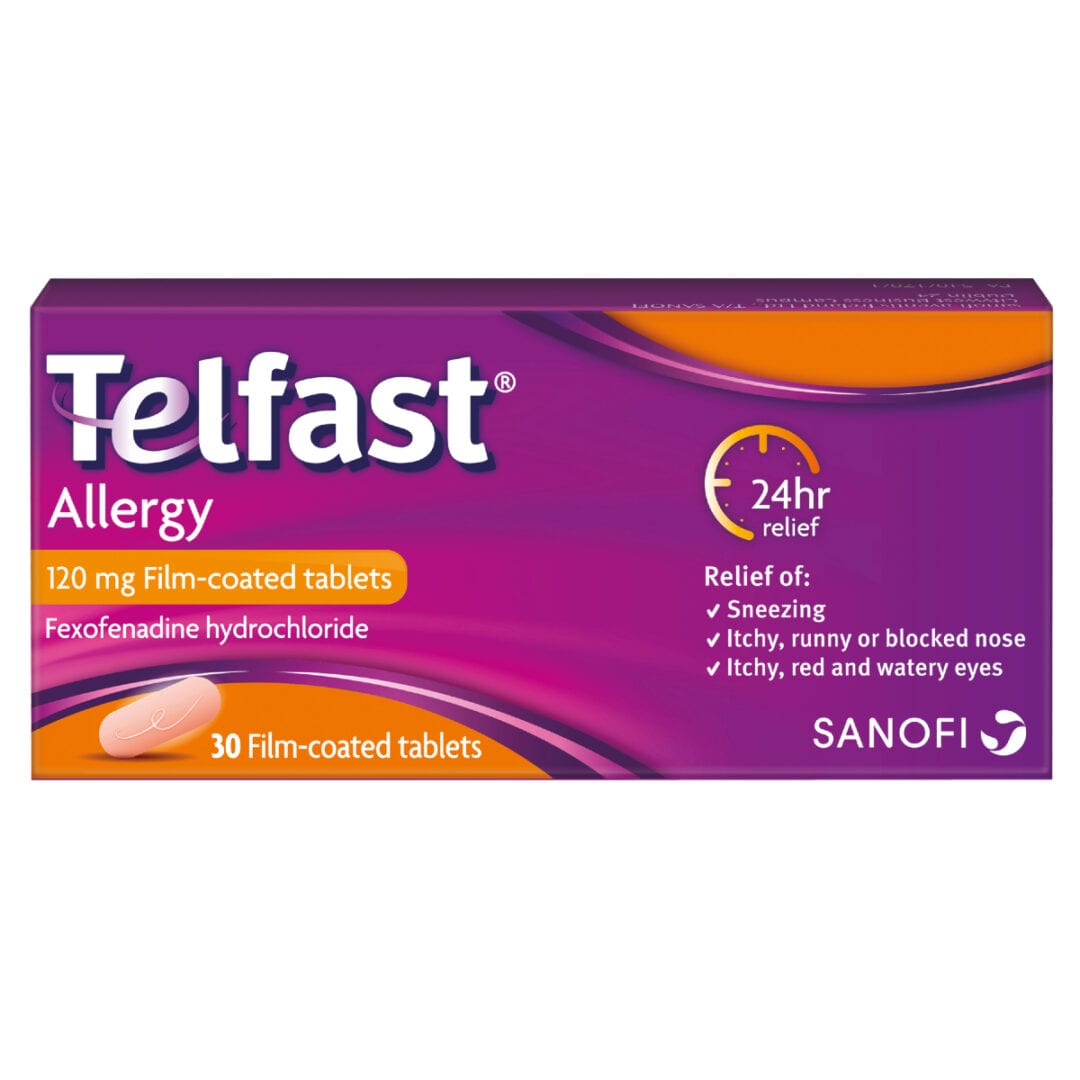 Telfast®
Allergy
120 mg Film-coated tablets
Fexofenadine hydrochloride
30 Film-coated tablets
24hr
relief
Relief of:
✓ Sneezing
✓ Itchy, runny or blocked nose
✓ Itchy, red and watery eyes
SANOFI
T/A SANOFI